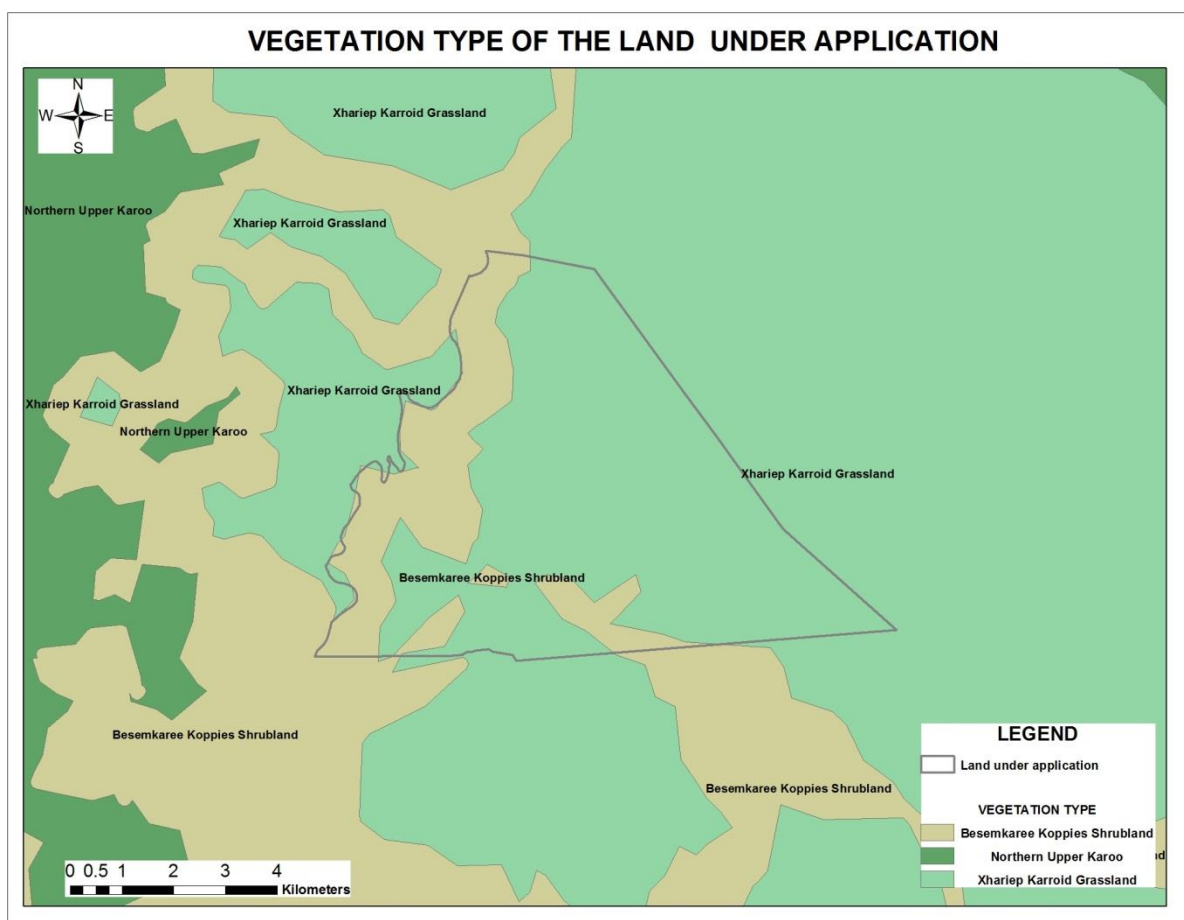 VEGETATION TYPE OF THE LAND UNDER APPLICATION
N
W E
S
Xhariep Karroid Grassland
Northern Upper Karoo
Xhariep Karroid Grassland
Xhariep Karroid Grassland
Xhariep Karroid Grassland
Northern Upper Karoo
Xhariep Karroid Grassland
Besemkaree Koppies Shrubland
Besemkaree Koppies Shrubland
Besemkaree Koppies Shrubland
LEGEND
Land under application
VEGETATION TYPE
Besemkaree Koppies Shrubland
nd
Northern Upper Karoo
Xhariep Karroid Grassland
0 0.5 1 2 3 4
Kilometers